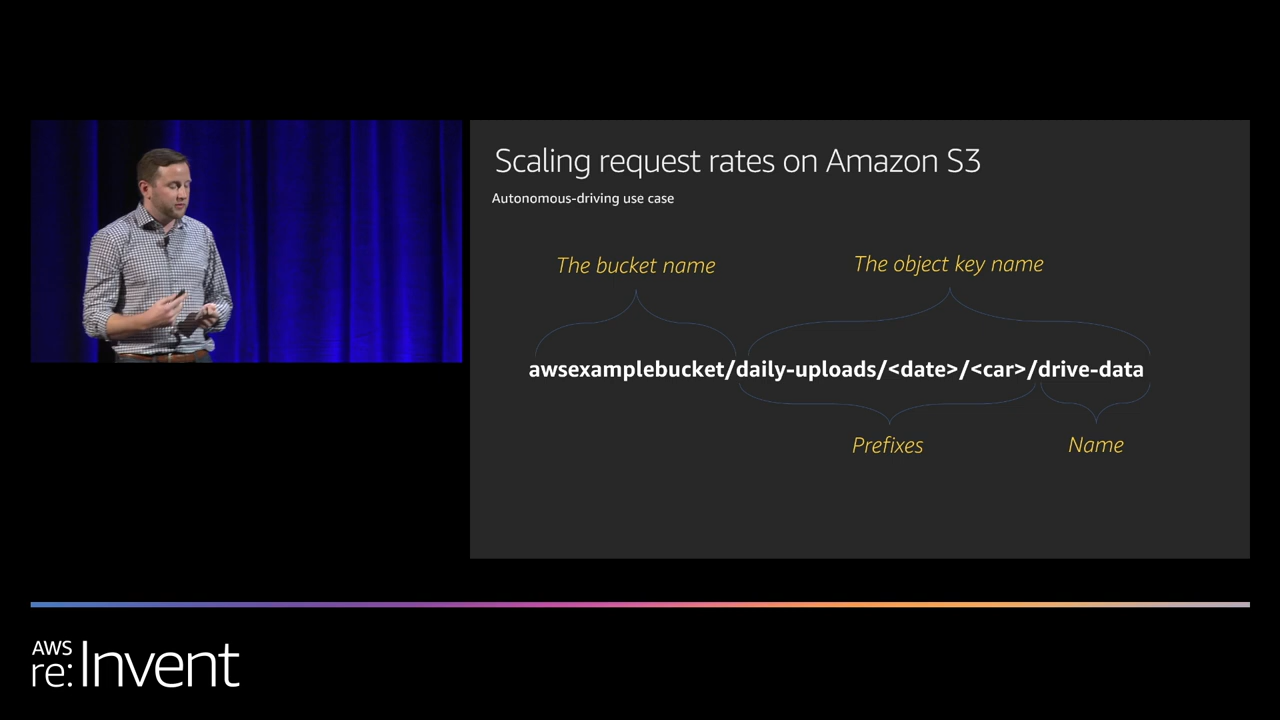 Scaling request rates on Amazon S3
Autonomous-driving use case
The bucket name
The object key name
awsexamplebucket/daily-uploads/<date>/<car>/drive-data
Prefixes
Name
AWS
re:Invent